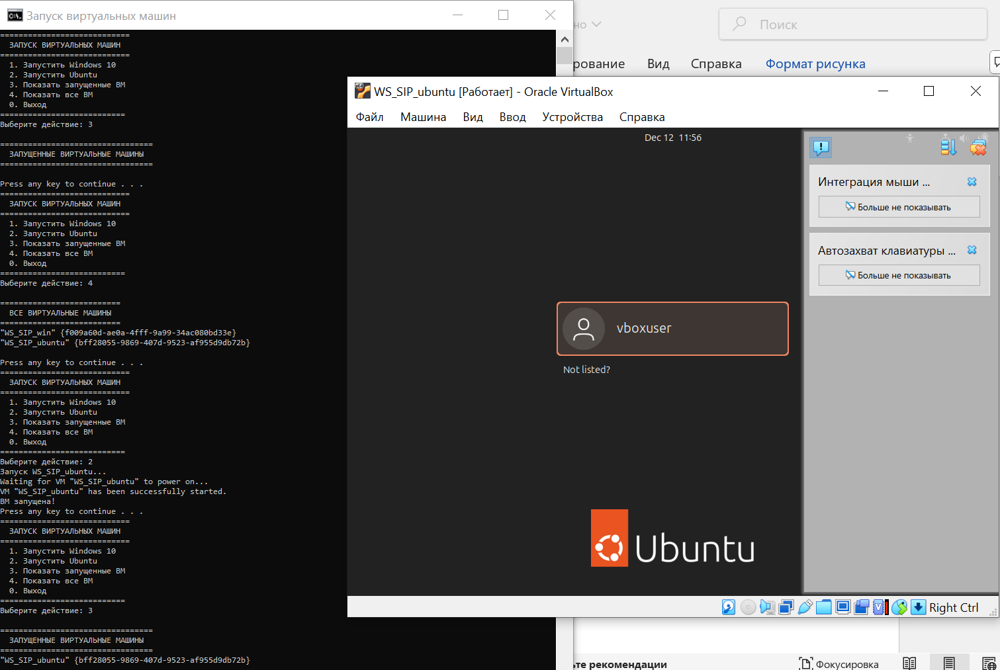 Запуск виртуальных машин
============================
ЗАПУСК ВИРТУАЛЬНЫХ МАШИН
============================
1. Запустить Windows 10
2. Запустить Ubuntu
3. Показать запущенные ВМ
4. Показать все ВМ
0. Выход
===========================
Выберите действие: 3
=================================
ЗАПУЩЕННЫЕ ВИРТУАЛЬНЫЕ МАШИНЫ
=================================
Press any key to continue . . .
============================
ЗАПУСК ВИРТУАЛЬНЫХ МАШИН
============================
1. Запустить Windows 10
2. Запустить Ubuntu
3. Показать запущенные ВМ
4. Показать все ВМ
0. Выход
===========================
Выберите действие: 4
==========================
ВСЕ ВИРТУАЛЬНЫЕ МАШИНЫ
==========================
"WS_SIP_win" {f009a60d-ae0a-4fff-9a99-34ac080bd33e}
"WS_SIP_ubuntu" {bff28055-9869-407d-9523-af955d9db72b}
Press any key to continue . . .
============================
ЗАПУСК ВИРТУАЛЬНЫХ МАШИН
============================
1. Запустить Windows 10
2. Запустить Ubuntu
3. Показать запущенные ВМ
4. Показать все ВМ
0. Выход
===========================
Выберите действие: 2
Запуск WS_SIP_ubuntu...
Waiting for VM "WS_SIP_ubuntu" to power on...
VM "WS_SIP_ubuntu" has been successfully started.
ВМ запущена!
Press any key to continue . . .
============================
ЗАПУСК ВИРТУАЛЬНЫХ МАШИН
============================
1. Запустить Windows 10
2. Запустить Ubuntu
3. Показать запущенные ВМ
4. Показать все ВМ
0. Выход
===========================
Выберите действие: 3
=================================
ЗАПУЩЕННЫЕ ВИРТУАЛЬНЫЕ МАШИНЫ
=================================
"WS_SIP_ubuntu" {bff28055-9869-407d-9523-af955d9db72b}
но
Поиск
рование Вид Справка Формат рисунка
WS_SIP_ubuntu [Работает] - Oracle VirtualBox
Файл Машина Вид Ввод Устройства Справка
Dec 12 11:56
Интеграция мыши ...
Больше не показывать
Автозахват клавиатуры ...
Больше не показывать
vboxuser
Not listed?
Ubuntu
Right Ctrl
ьте рекомендации
Фокусировка